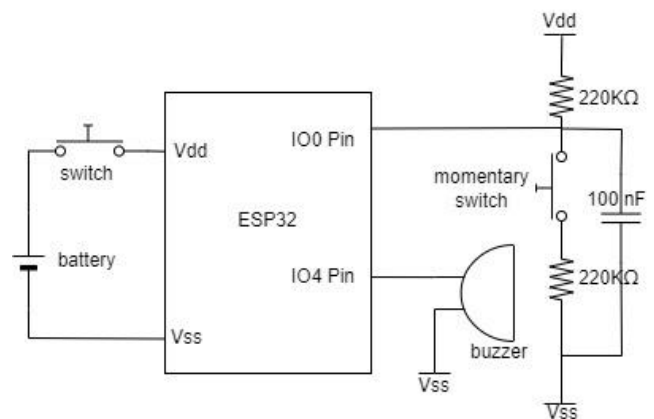 Vdd
220KΩ
IO0 Pin
Vdd
switch
momentary
switch
100 nF
ESP32
battery
IO4 Pin
220KΩ
Vss
buzzer
Vss
Vss